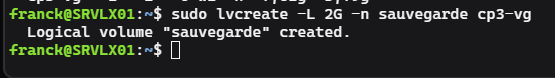 franck@SRVLX01:~$ sudo lvcreate -L 2G -n sauvegarde cp3-vg
  Logical volume "sauvegarde" created.
franck@SRVLX01:~$